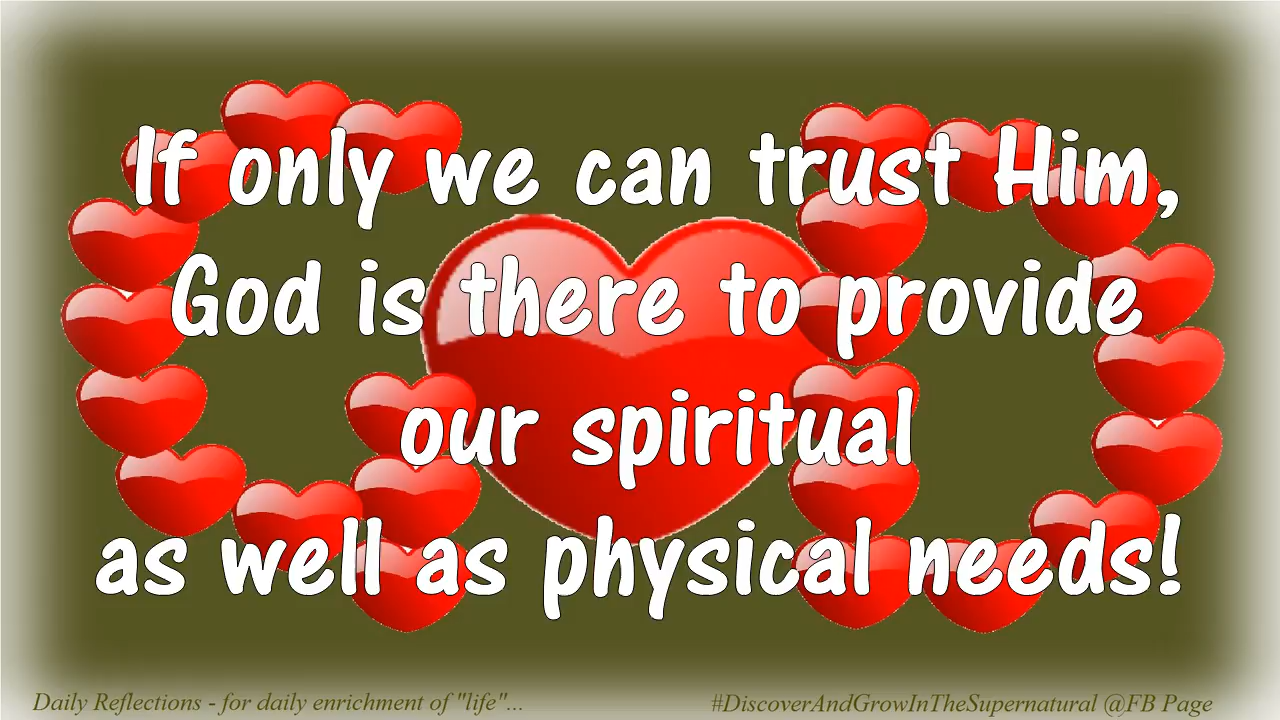 If only we can trust Him,
God is there to provide
our spiritual
as well as physical needs!
Daily Reflections - for daily enrichment of "life"...
#DiscoverAndGrowInTheSupernatural @FB Page